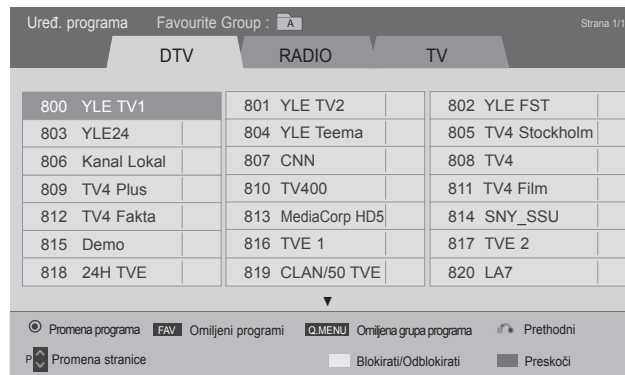 Uređ. programa Favourite Group : A Strana 1/1
DTV RADIO TV
800 YLE TV1 801 YLE TV2 802 YLE FST
803 YLE24 804 YLE Teema 805 TV4 Stockholm
806 Kanal Lokal 807 CNN 808 TV4
809 TV4 Plus 810 TV400 811 TV4 Film
812 TV4 Fakta 813 MediaCorp HD5 814 SNY_SSU
815 Demo 816 TVE 1 817 TVE 2
818 24H TVE 819 CLAN/50 TVE 820 LA7
Promena programa FAV Omiljeni programi Q.MENU Omiljena grupa programa Prethodni
P Promena stranice Blokirati/Odblokirati Preskoči